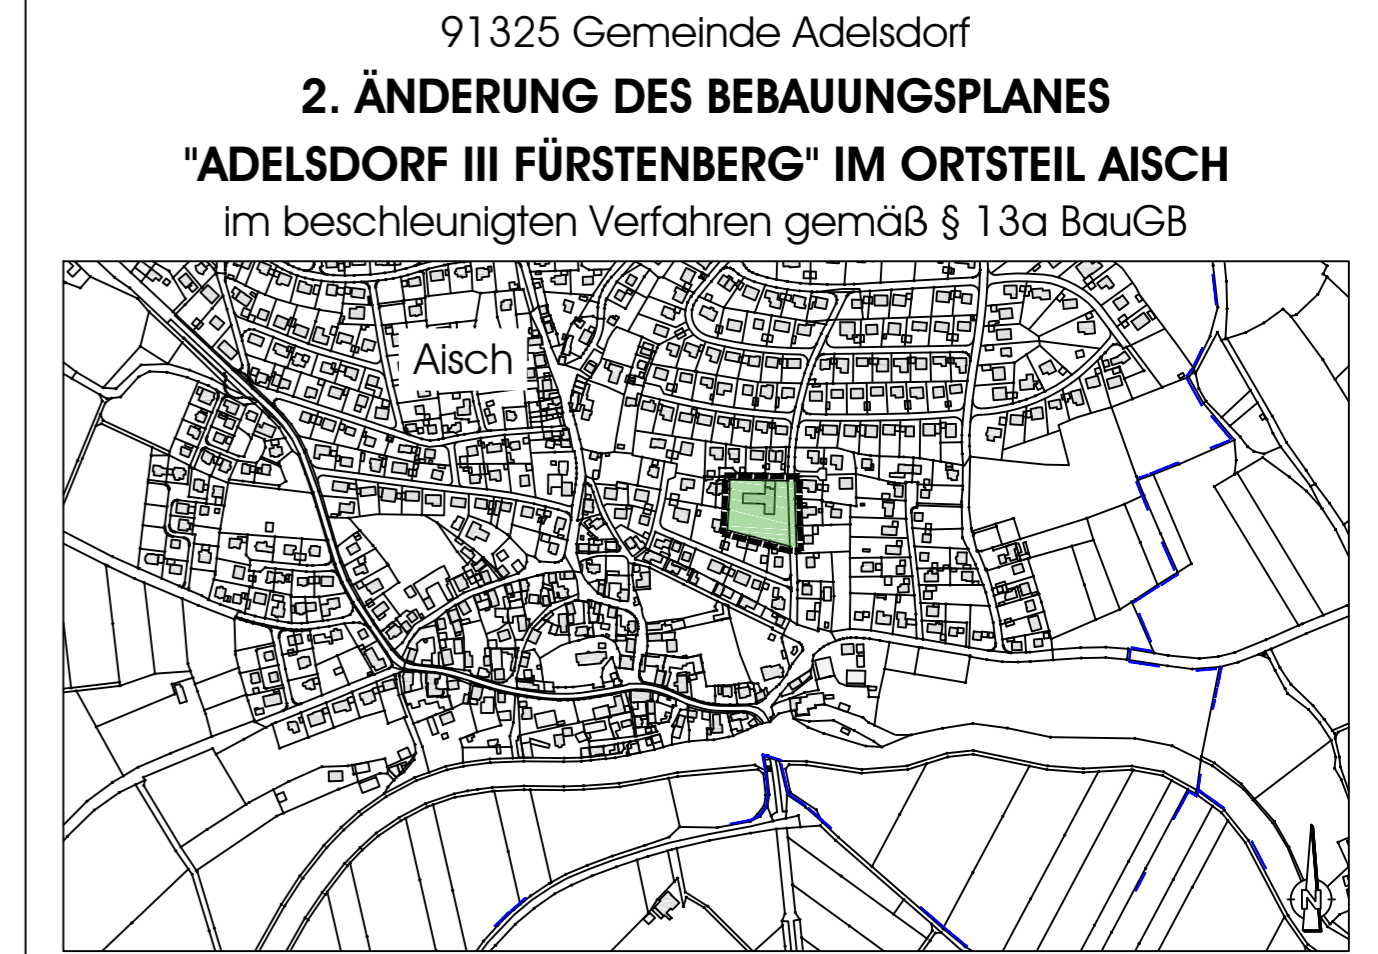 91325 Gemeinde Adelsdorf
2. ÄNDERUNG DES BEBAUUNGSPLANES
"ADELSDORF III FÜRSTENBERG" IM ORTSTEIL AISCH
im beschleunigten Verfahren gemäß § 13a BauGB
Aisch
N